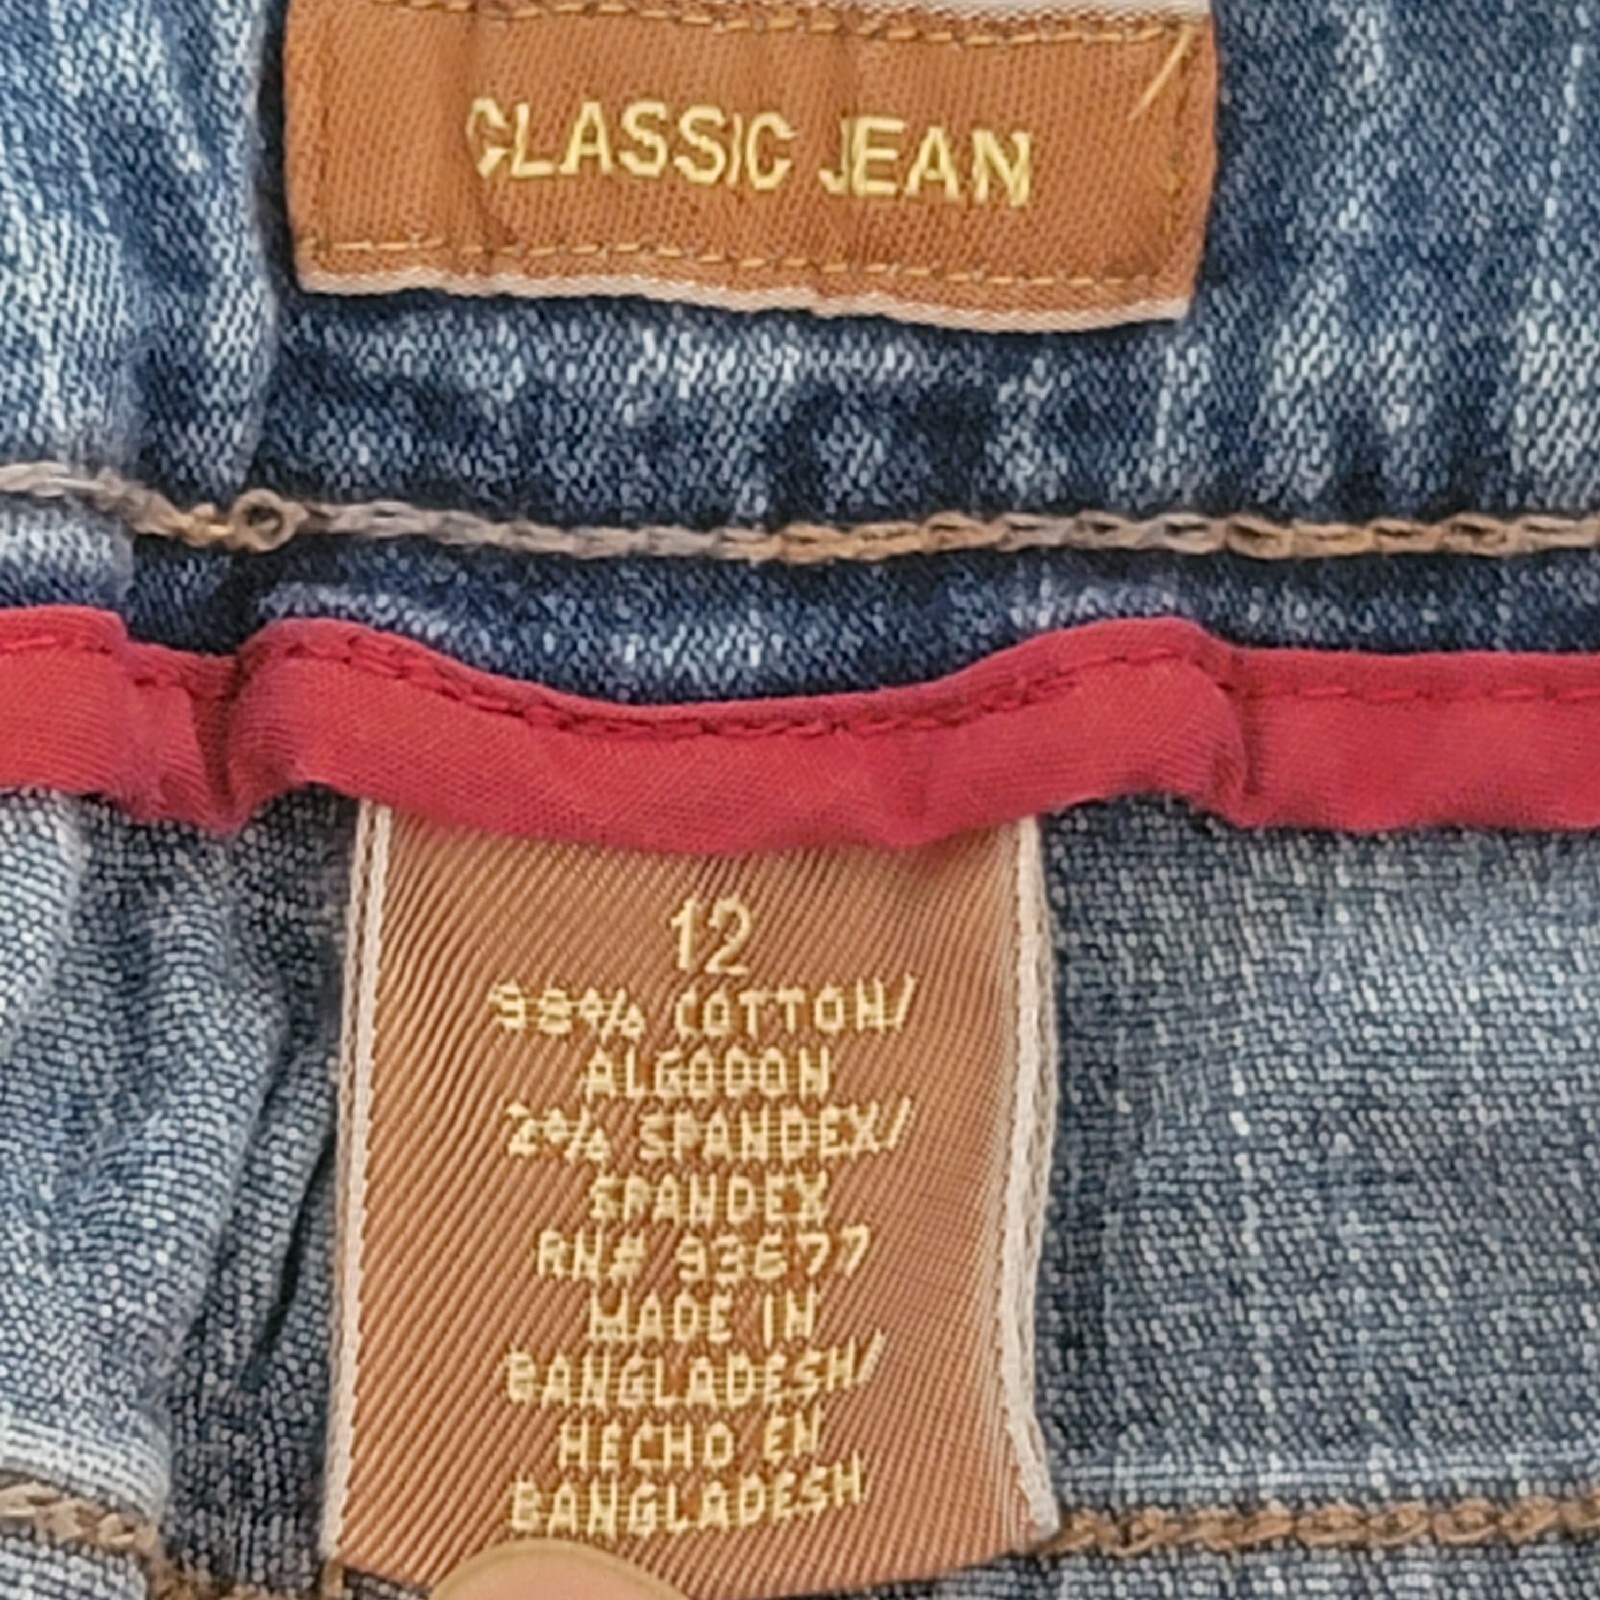 CLASSIC JEAN
12
98% COTTON/
ALGODON
2% SPANDEX/
SPANDEX
RN# 93677
MADE IN
BANGLADESH/
HECHO EN
BANGLADESH